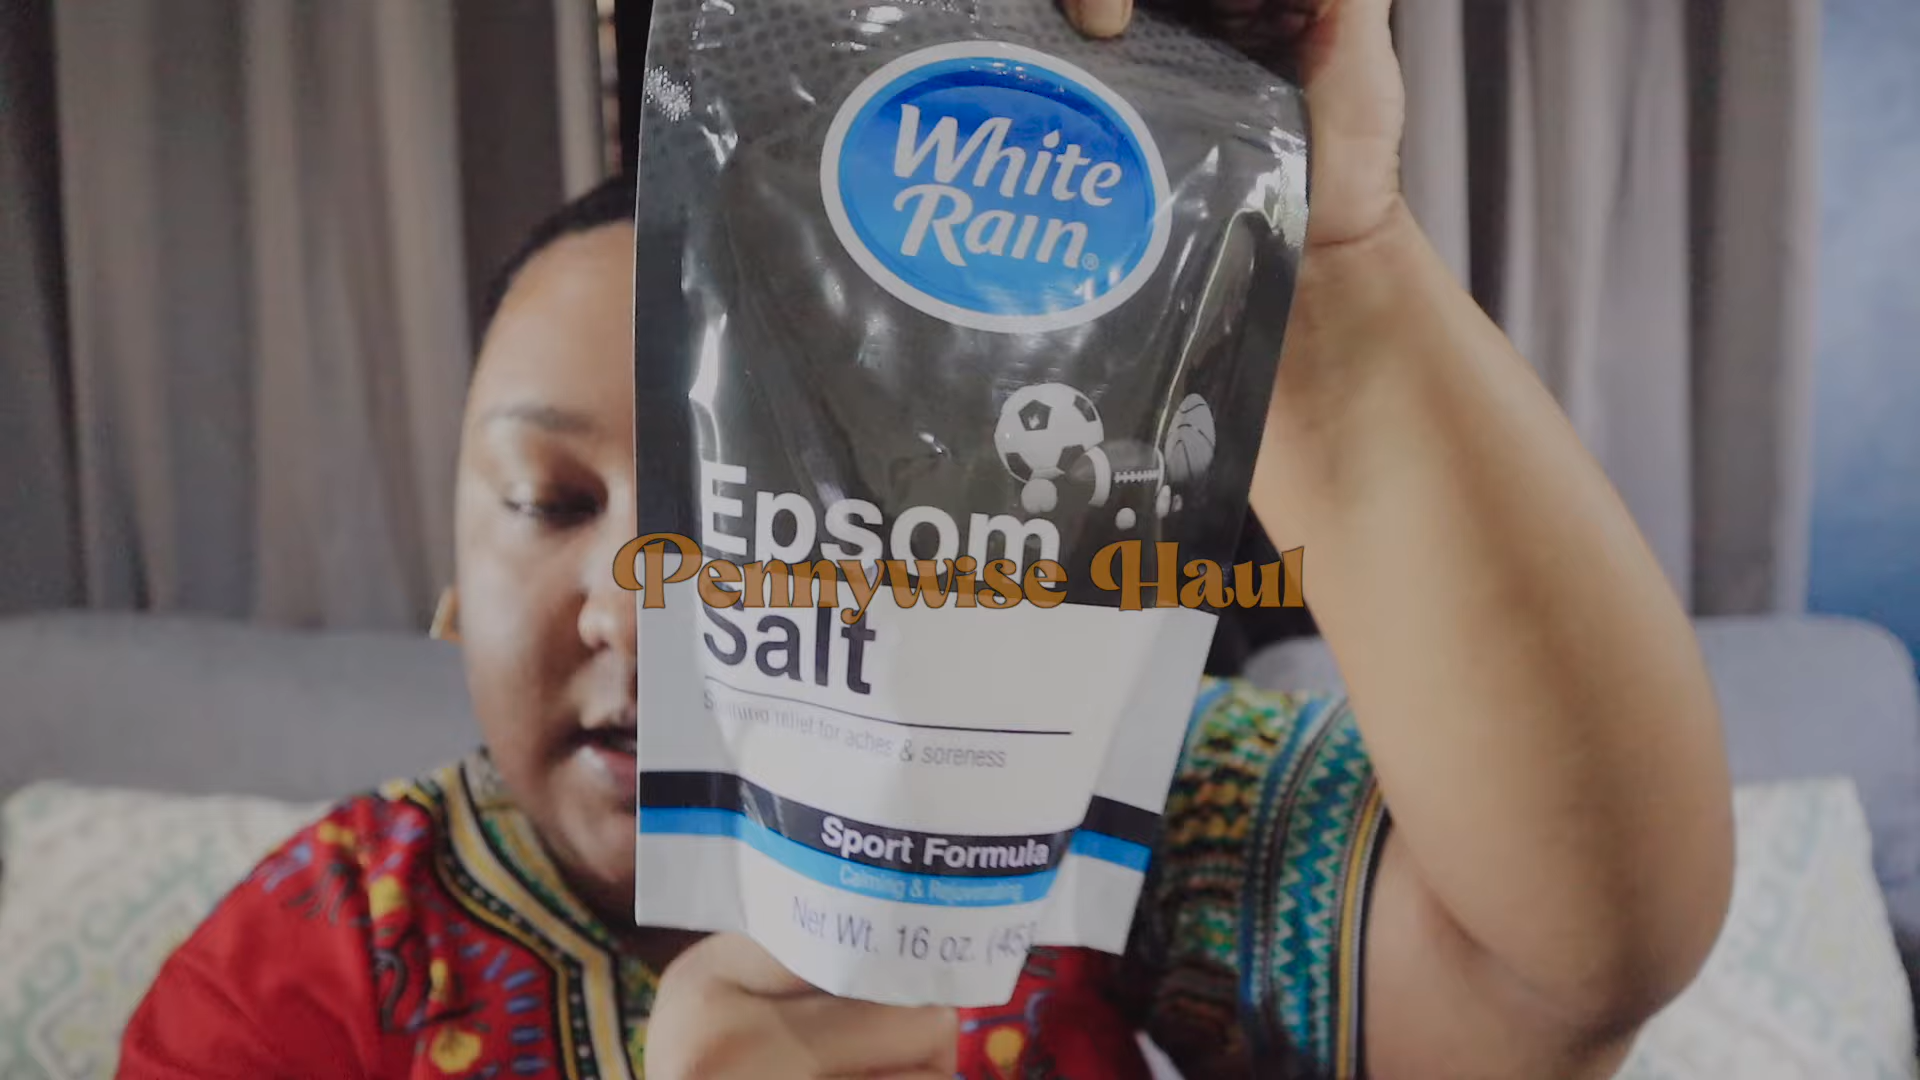 White
Rain®
Epsom
Pennywise Haul
Salt
relief for aches & soreness
Sport Formula
Calming & Rejuvenating
Net Wt. 16 oz.